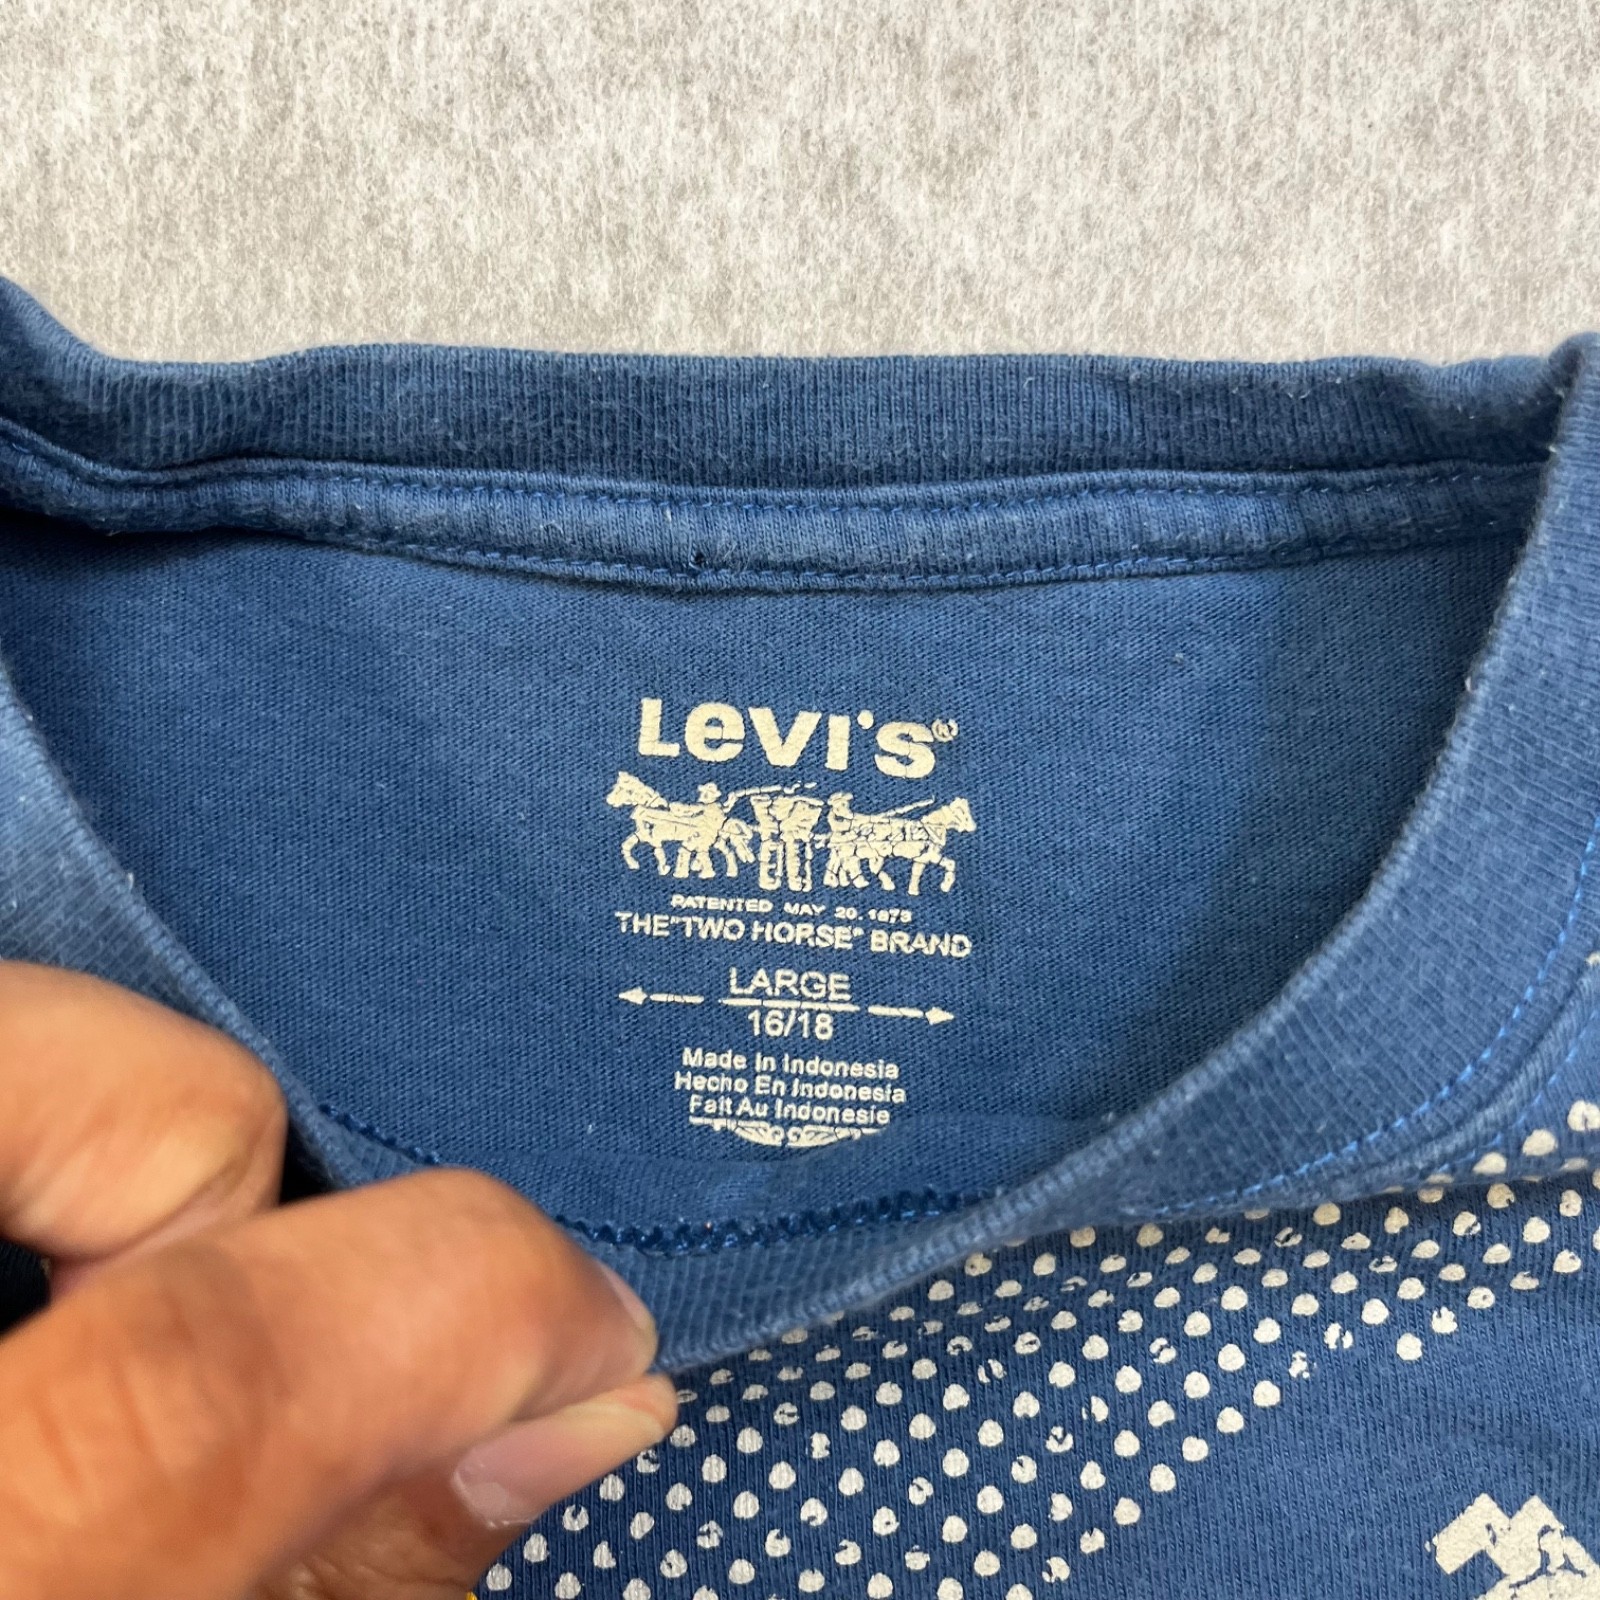 Levi's®
PATENTED MAY 20, 1873
THE "TWO HORSE" BRAND
LARGE
16/18
Made In Indonesia
Hecho En Indonesia
Fait Au Indonesie